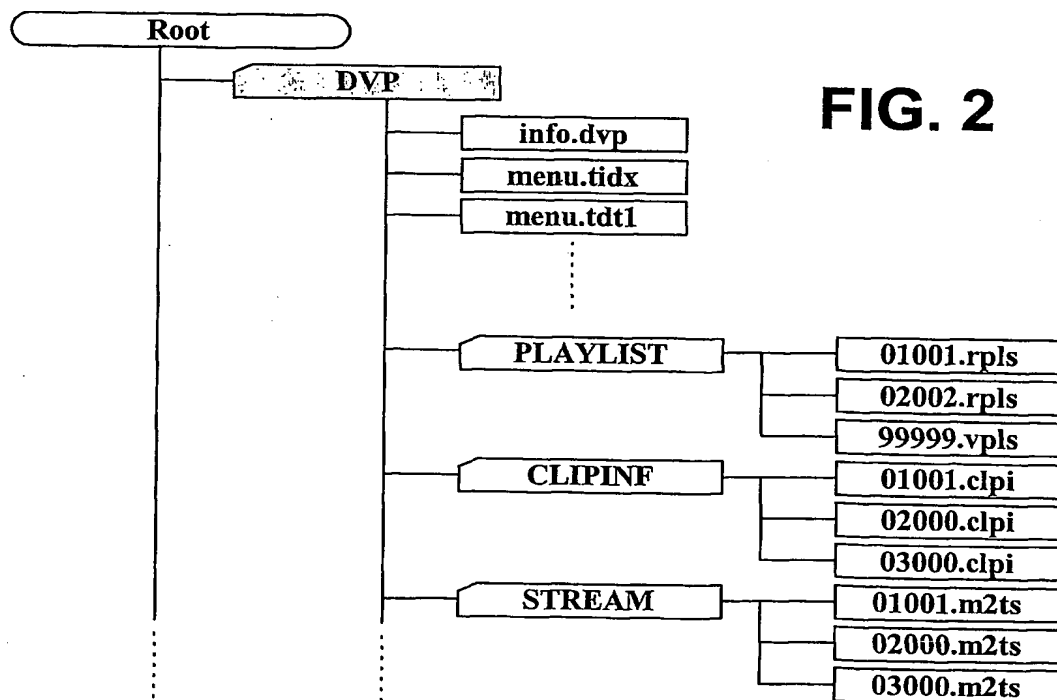 Root
DVP
FIG. 2
info.dvp
menu.tidx
menu.tdt1
PLAYLIST
01001.rpls
02002.rpls
99999.vpls
CLIPINF
01001.clpi
02000.clpi
03000.clpi
STREAM
01001.m2ts
02000.m2ts
03000.m2ts